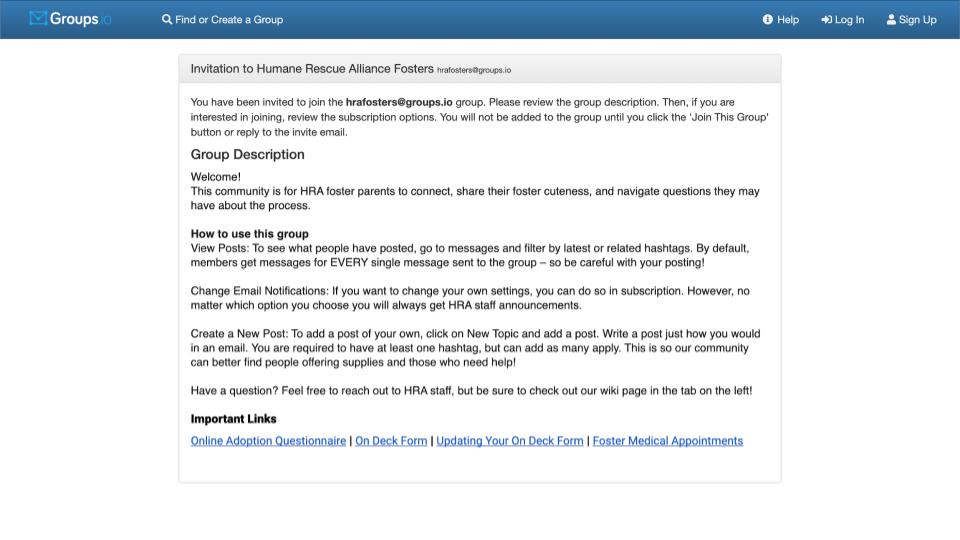 Groups.io
Find or Create a Group
Help
Log In
Sign Up
Invitation to Humane Rescue Alliance Fosters hrafosters@groups.io
You have been invited to join the hrafosters@groups.io group. Please review the group description. Then, if you are
interested in joining, review the subscription options. You will not be added to the group until you click the 'Join This Group'
button or reply to the invite email.
Group Description
Welcome!
This community is for HRA foster parents to connect, share their foster cuteness, and navigate questions they may
have about the process.
How to use this group
View Posts: To see what people have posted, go to messages and filter by latest or related hashtags. By default,
members get messages for EVERY single message sent to the group – so be careful with your posting!
Change Email Notifications: If you want to change your own settings, you can do so in subscription. However, no
matter which option you choose you will always get HRA staff announcements.
Create a New Post: To add a post of your own, click on New Topic and add a post. Write a post just how you would
in an email. You are required to have at least one hashtag, but can add as many apply. This is so our community
can better find people offering supplies and those who need help!
Have a question? Feel free to reach out to HRA staff, but be sure to check out our wiki page in the tab on the left!
Important Links
Online Adoption Questionnaire | On Deck Form | Updating Your On Deck Form | Foster Medical Appointments